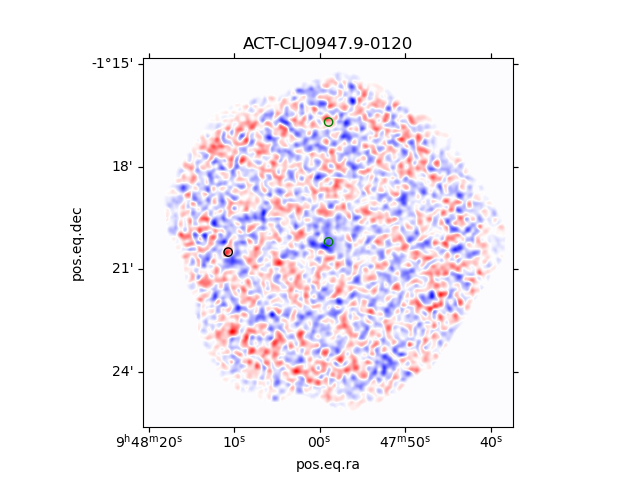 ACT-CLJ0947.9-0120
-1°15'
18'
21'
24'
pos.eq.dec
9ʰ48ᵐ20ˢ 10ˢ 00ˢ 47ᵐ50ˢ 40ˢ
pos.eq.ra